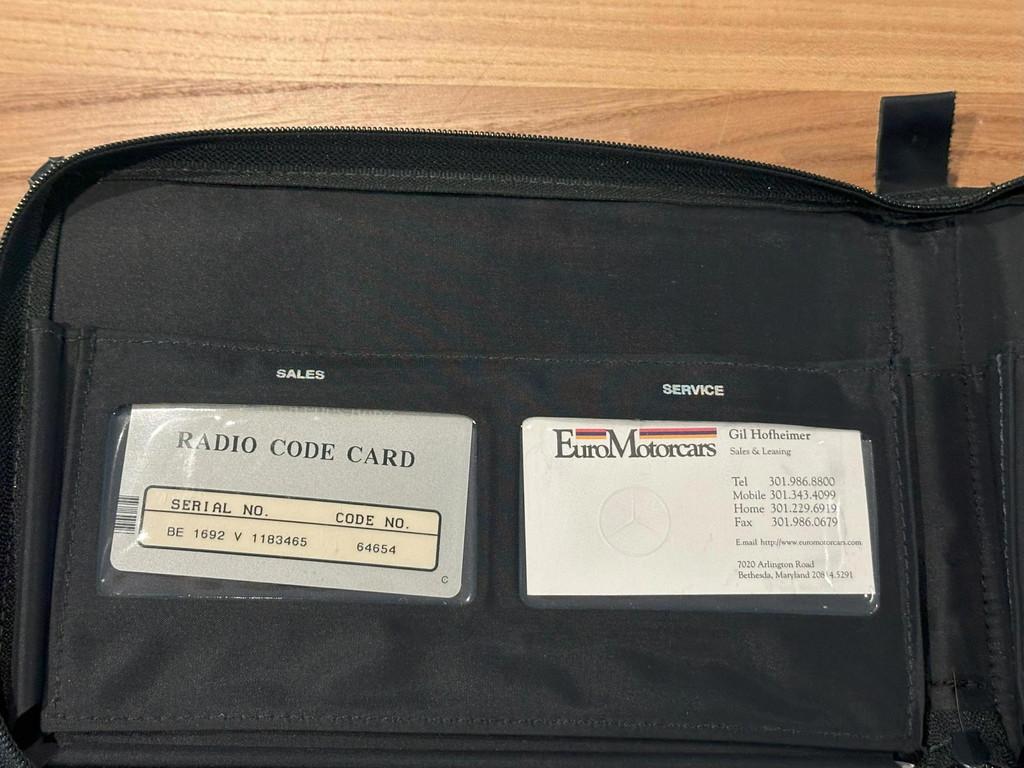 SALES
RADIO CODE CARD
SERIAL NO. CODE NO.
BE 1692 V 1183465 64654
C
SERVICE
EuroMotorcars
Gil Hofheimer
Sales & Leasing
Tel 301.986.8800
Mobile 301.343.4099
Home 301.229.6919
Fax 301.986.0679
E.mail http://www.euromotorcars.com
7020 Arlington Road
Bethesda, Maryland